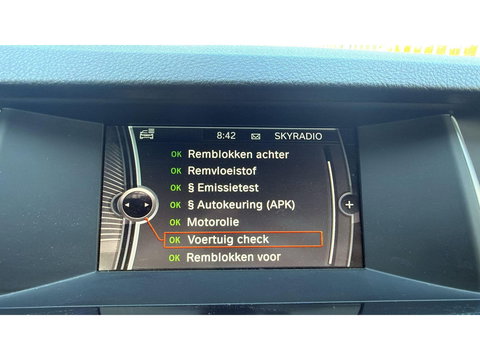 8:42 SKYRADIO
OK Remblokken achter
OK Remvloeistof
OK § Emissietest
OK § Autokeuring (APK)
OK Motorolie
OK Voertuig check
OK Remblokken voor
+